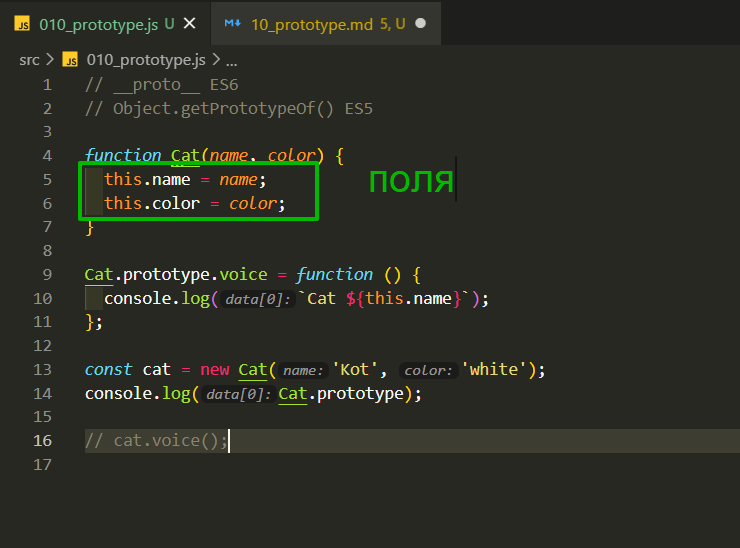 JS 010_prototype.js U ✕ M↓ 10_prototype.md 5, U ●
src > JS 010_prototype.js > ...
1 // __proto__ ES6
2 // Object.getPrototypeOf() ES5
3
4 function Cat(name, color) {
5 this.name = name; поля
6 this.color = color;
7 }
8
9 Cat.prototype.voice = function () {
10 console.log(data[0]:`Cat ${this.name}`);
11 };
12
13 const cat = new Cat(name:'Kot', color:'white');
14 console.log(data[0]:Cat.prototype);
15
16 // cat.voice();
17